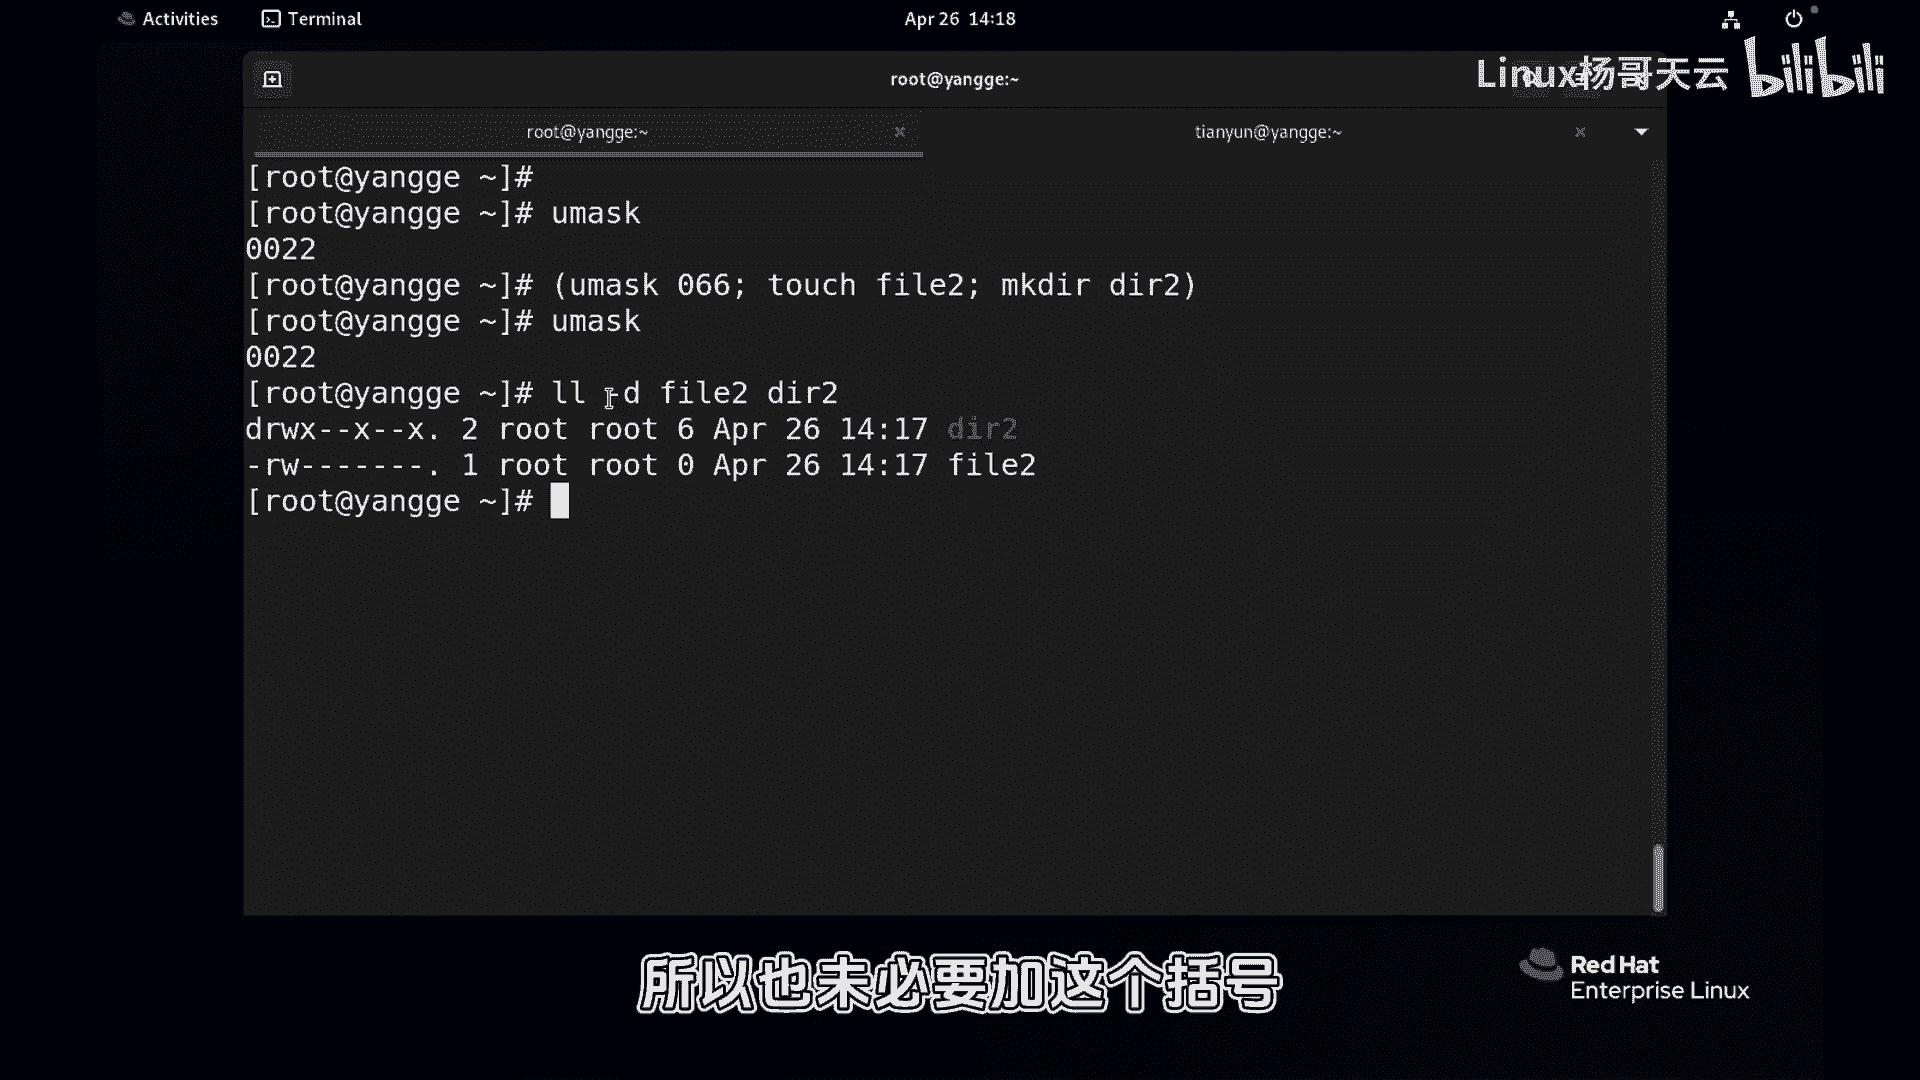 Activities
Terminal
Apr 26 14:18
root@yangge:~
Linux杨哥天云 bilibili
root@yangge:~
tianyun@yangge:~
[root@yangge ~]#
[root@yangge ~]# umask
0022
[root@yangge ~]# (umask 066; touch file2; mkdir dir2)
[root@yangge ~]# umask
0022
[root@yangge ~]# ll -d file2 dir2
drwx--x--x. 2 root root 6 Apr 26 14:17 dir2
-rw-------. 1 root root 0 Apr 26 14:17 file2
[root@yangge ~]#
所以也未必要加这个括号
Red Hat
Enterprise Linux